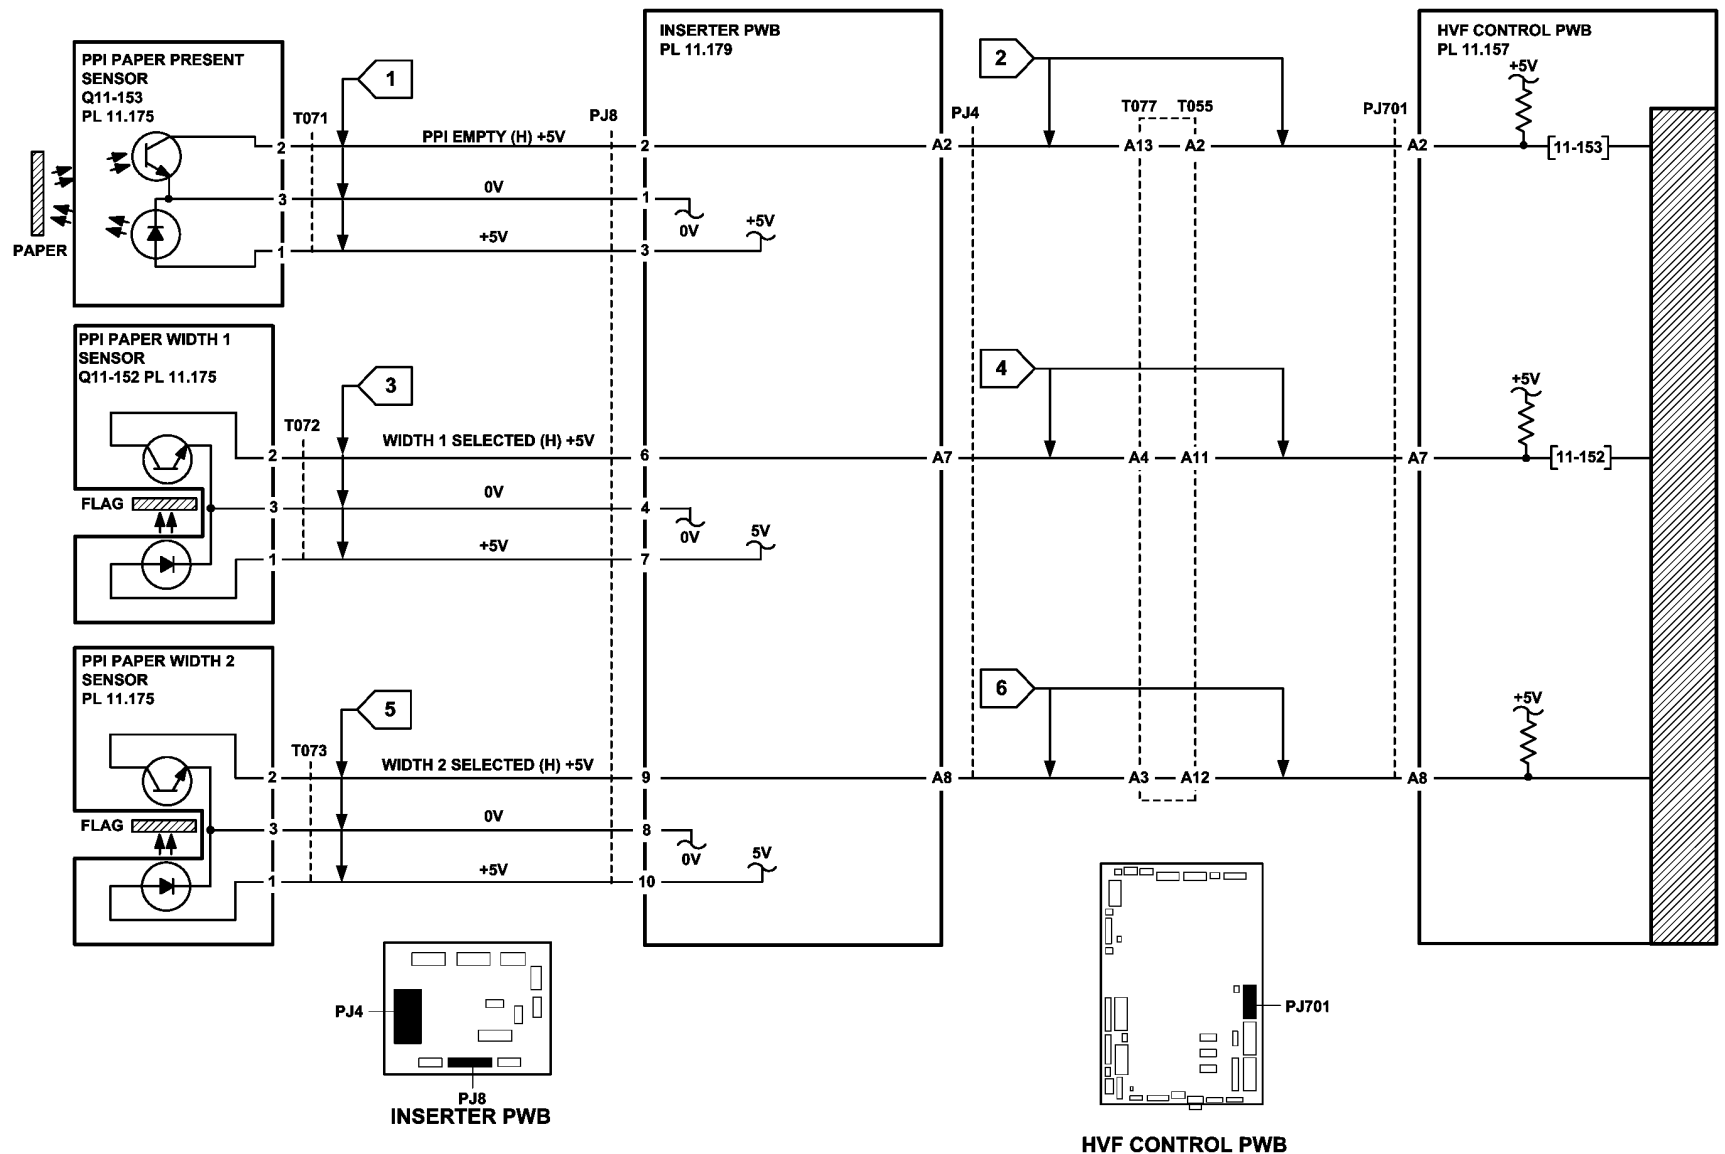 PPI PAPER PRESENT
SENSOR
Q11-153
PL 11.175
PAPER
2
3
1
T071
1
PPI EMPTY (H) +5V
0V
+5V
PJ8
INSERTER PWB
PL 11.179
2
1
3
0V
+5V
A2
PJ4
2
T077 T055
A13 A2
PJ701
A2
HVF CONTROL PWB
PL 11.157
+5V
11-153
PPI PAPER WIDTH 1
SENSOR
Q11-152 PL 11.175
FLAG
2
3
1
T072
3
WIDTH 1 SELECTED (H) +5V
0V
+5V
6
4
7
0V
5V
A7
4
A4 A11
A7
+5V
11-152
PPI PAPER WIDTH 2
SENSOR
PL 11.175
FLAG
2
3
1
T073
5
WIDTH 2 SELECTED (H) +5V
0V
+5V
9
8
10
0V
5V
A8
6
A3 A12
A8
+5V
PJ4
PJ8
INSERTER PWB
PJ701
HVF CONTROL PWB